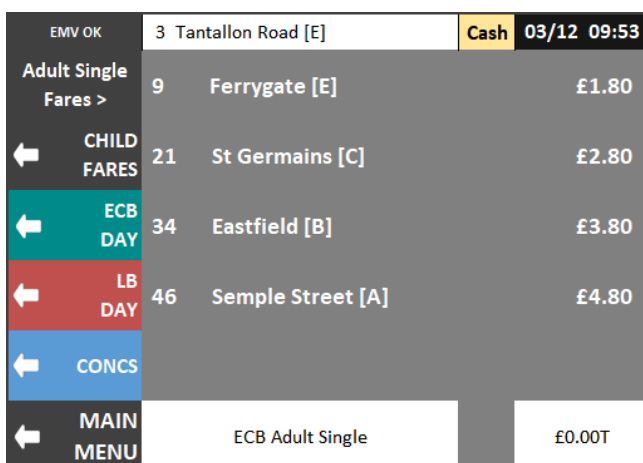 EMV OK
3 Tantallon Road [E]
Cash
03/12 09:53
Adult Single
Fares >
9 Ferrygate [E] £1.80
CHILD
FARES
21 St Germains [C] £2.80
ECB
DAY
34 Eastfield [B] £3.80
LB
DAY
46 Semple Street [A] £4.80
CONCS
MAIN
MENU
ECB Adult Single
£0.00T